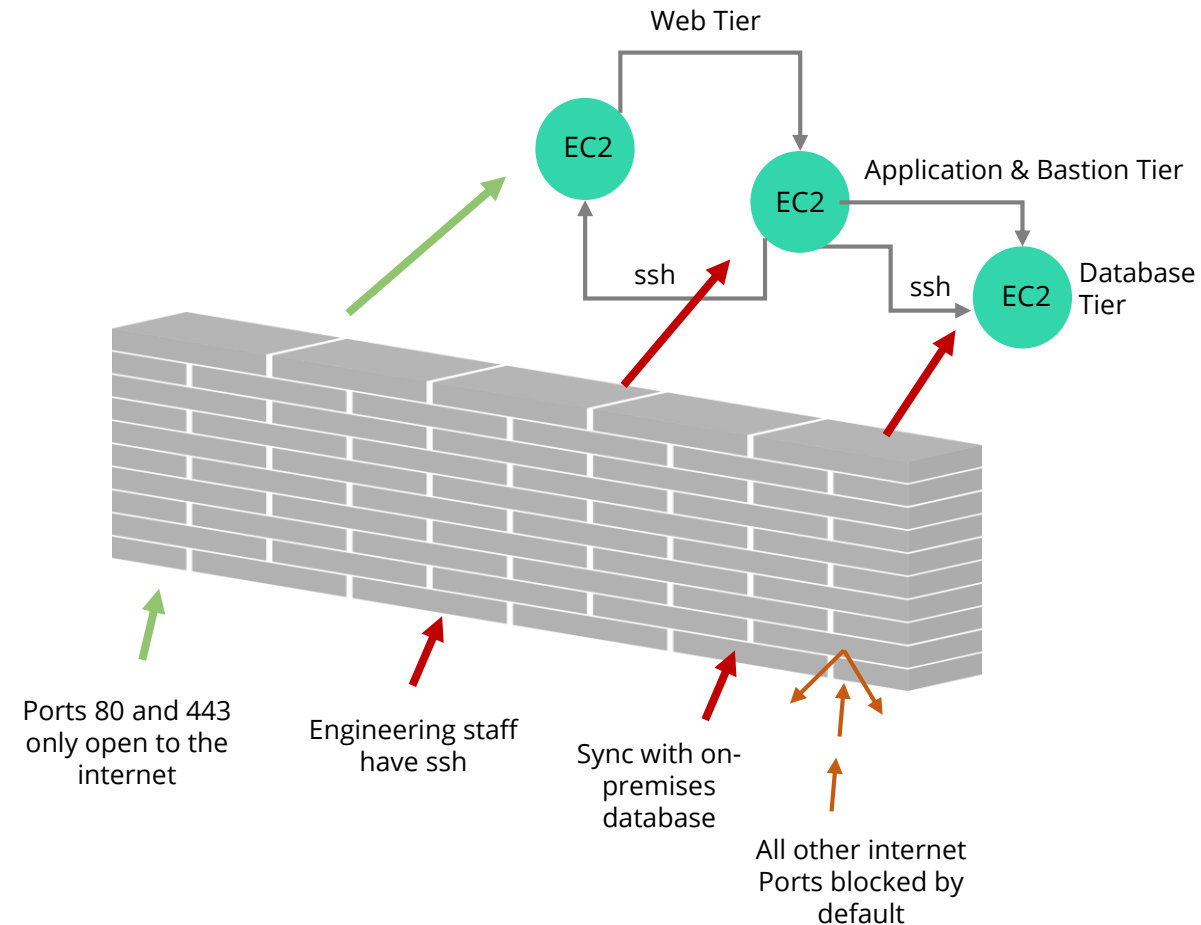 Web Tier
EC2
EC2
Application & Bastion Tier
ssh
ssh
EC2
Database
Tier
Ports 80 and 443
only open to the
internet
Engineering staff
have ssh
Sync with on-
premises
database
All other internet
Ports blocked by
default